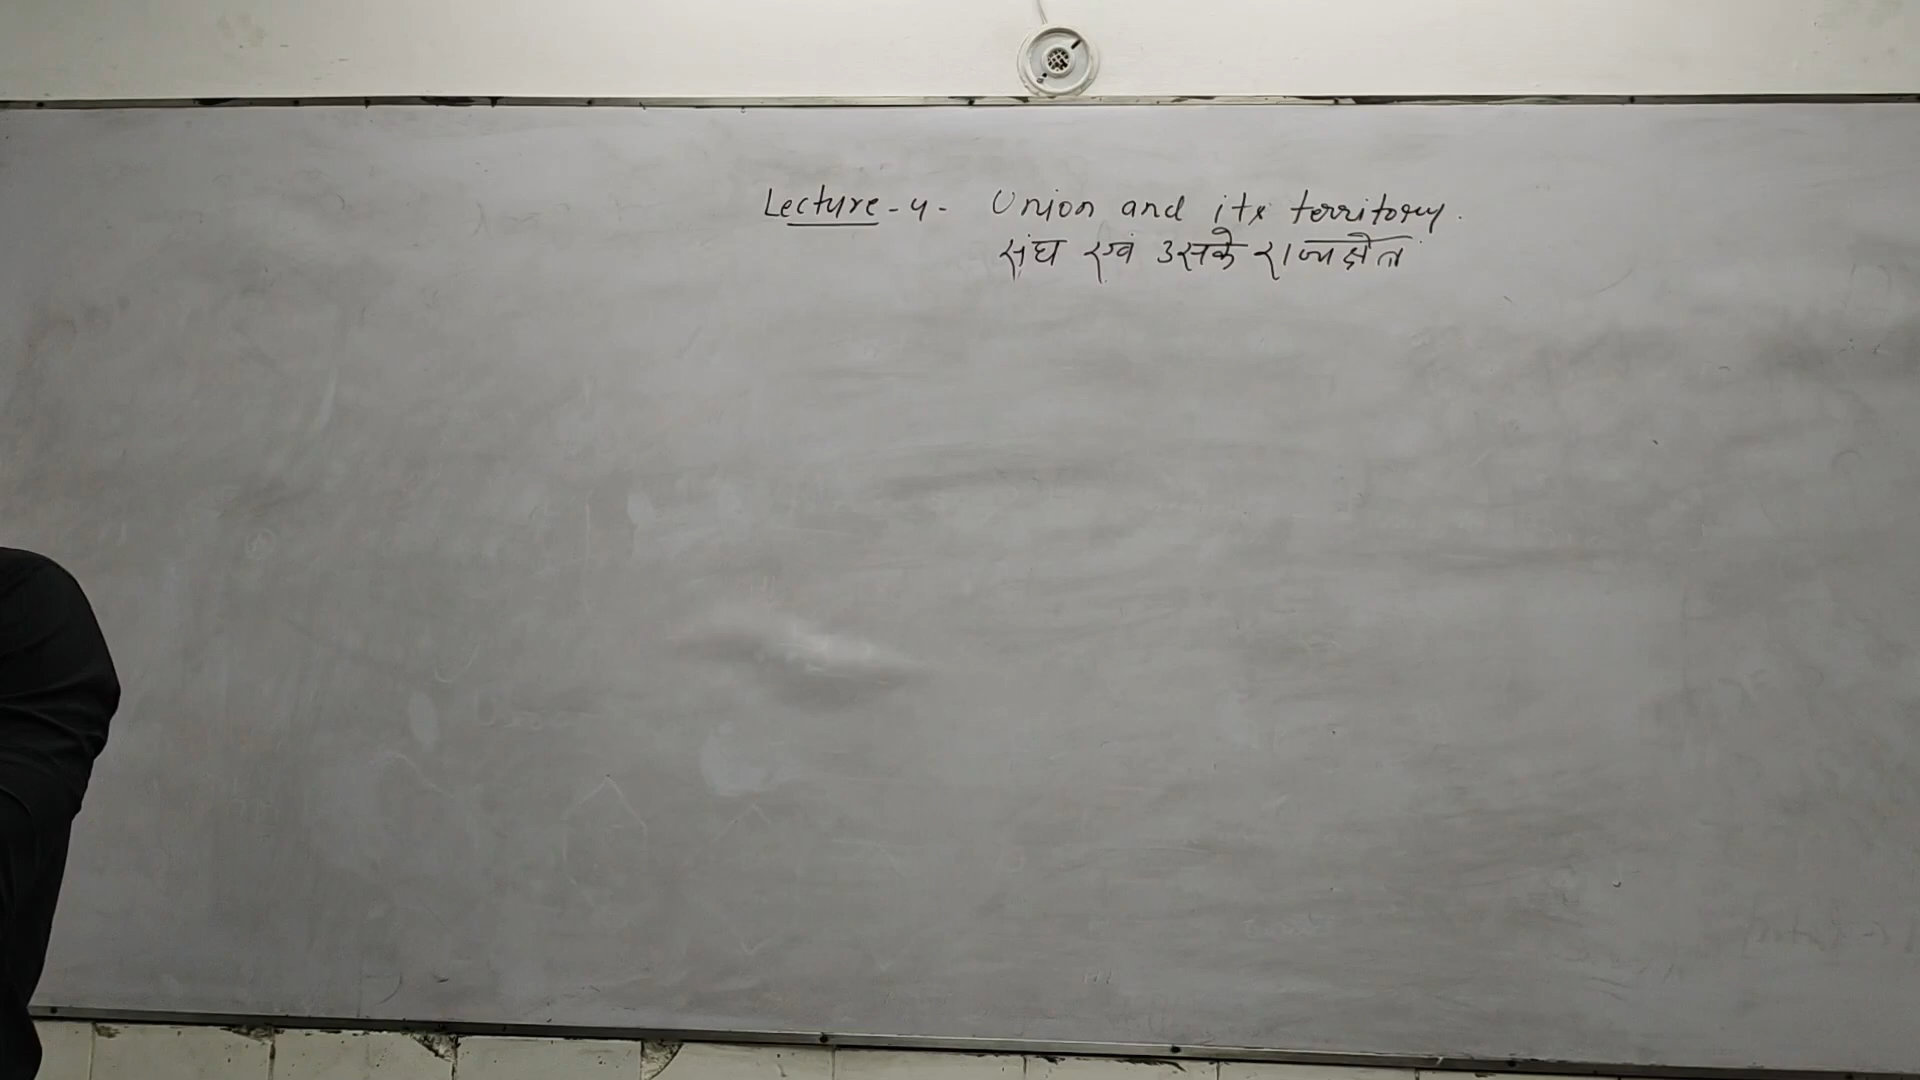 Lecture-4- Union and its territory.
संघ एवं उसके राज्यक्षेत्र